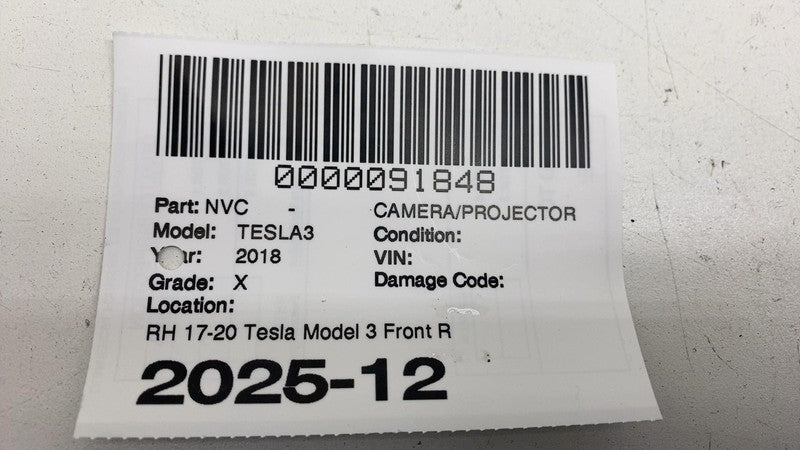 0000091848
Part: NVC - CAMERA/PROJECTOR
Model: TESLA3 Condition:
2018 VIN:
Grade: X Damage Code:
Location:
RH 17-20 Tesla Model 3 Front R
2025-12